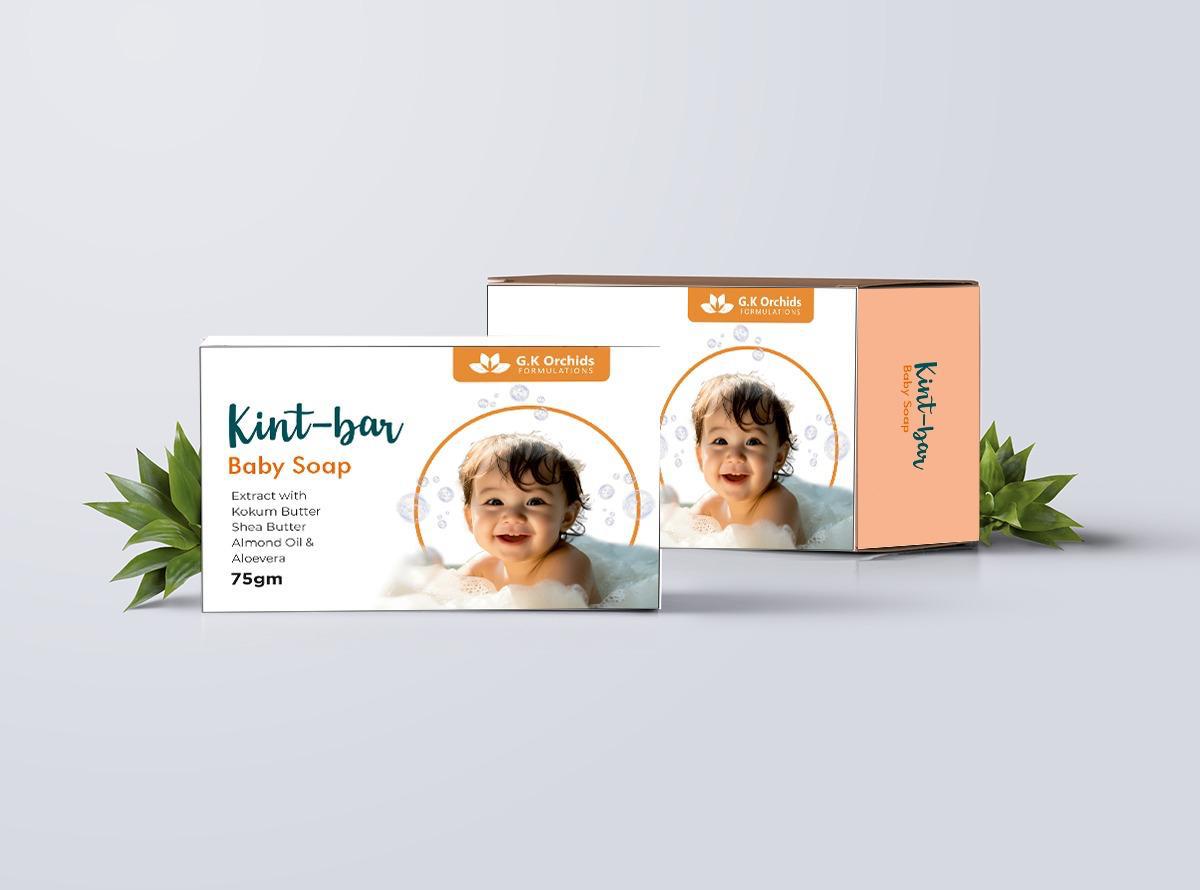 G.K Orchids
FORMULATIONS
Kint-bar
Baby Soap
Extract with
Kokum Butter
Shea Butter
Almond Oil &
Aloevera
75gm
G.K Orchids
FORMULATIONS
Kint-bar
Baby Soap